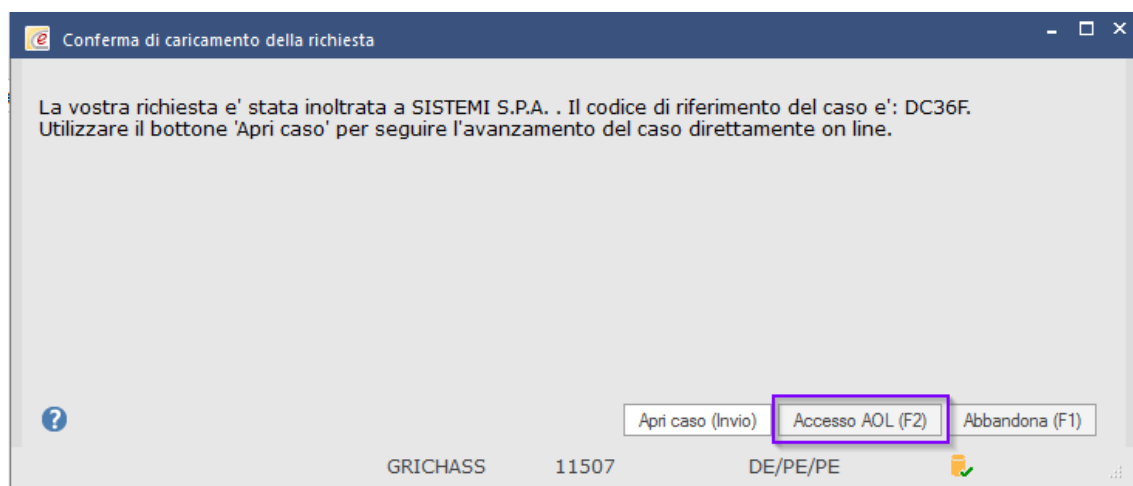 Conferma di caricamento della richiesta
La vostra richiesta e' stata inoltrata a SISTEMI S.P.A. . Il codice di riferimento del caso e': DC36F.
Utilizzare il bottone 'Apri caso' per seguire l'avanzamento del caso direttamente on line.
Apri caso (Invio) Accesso AOL (F2) Abbandona (F1)
GRICHASS 11507 DE/PE/PE